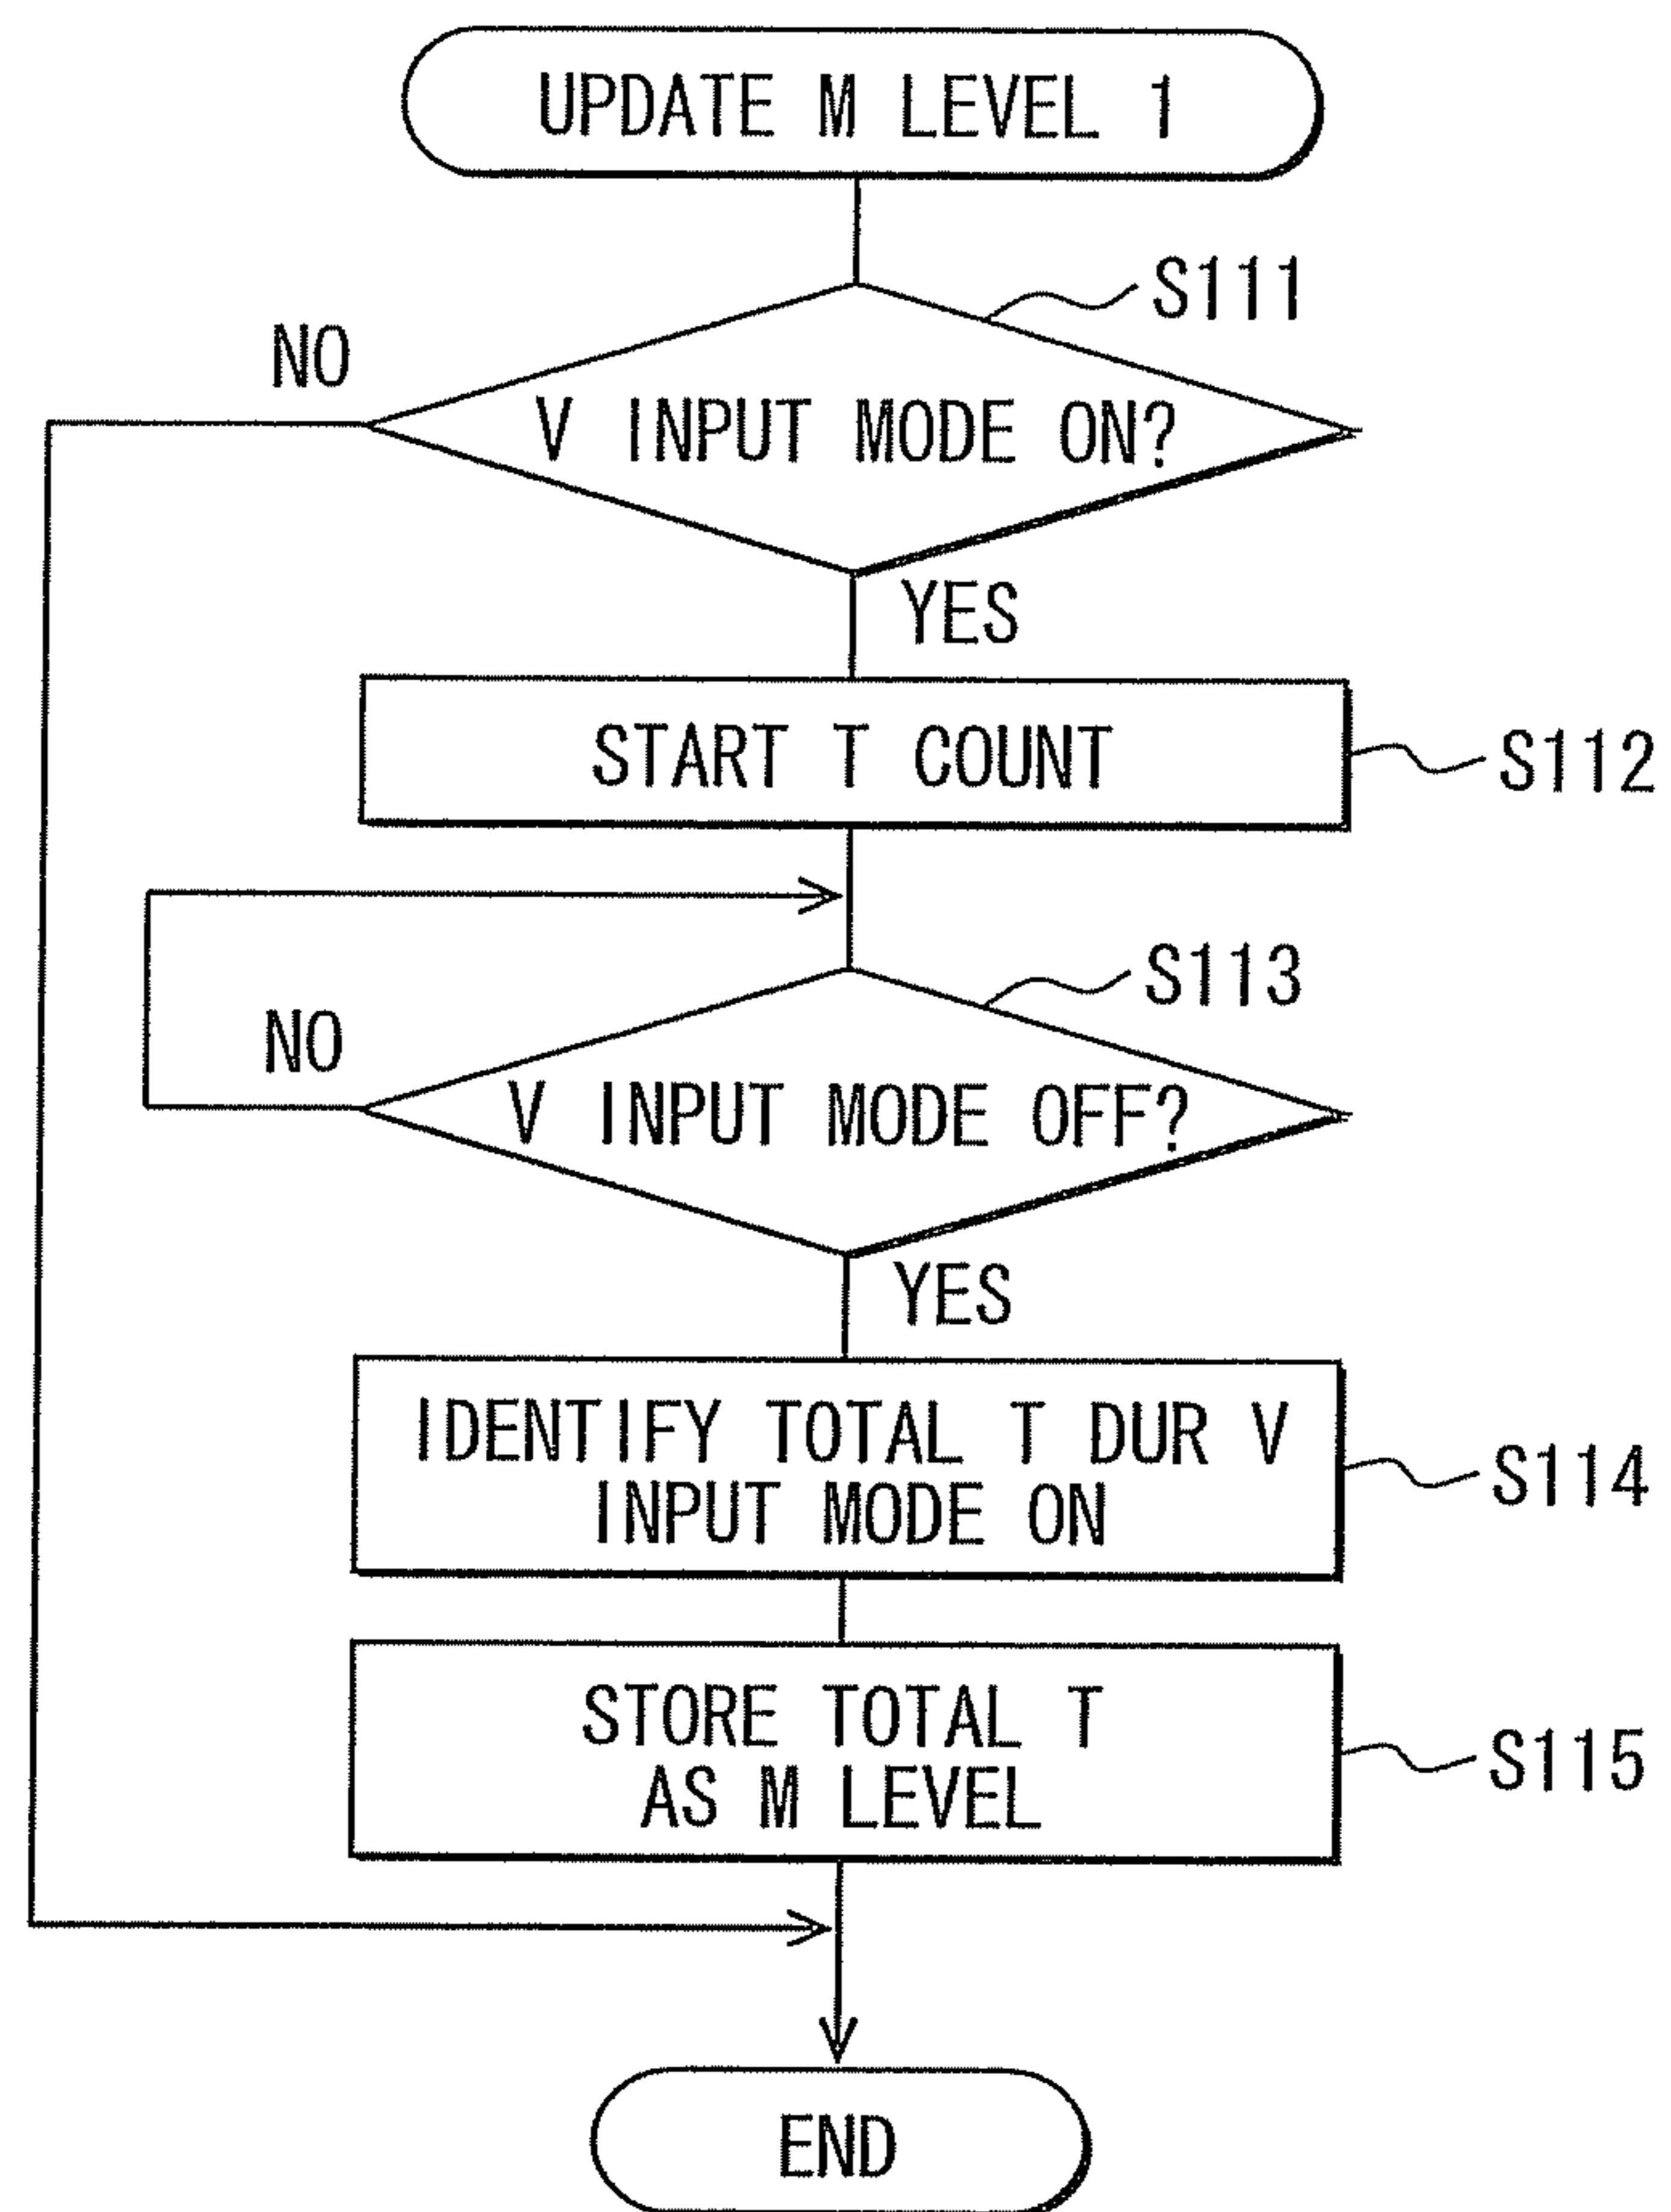 UPDATE M LEVEL 1
S111
NO
V INPUT MODE ON?
YES
START T COUNT
S112
S113
NO
V INPUT MODE OFF?
YES
IDENTIFY TOTAL T DUR V
INPUT MODE ON
S114
STORE TOTAL T
AS M LEVEL
S115
END